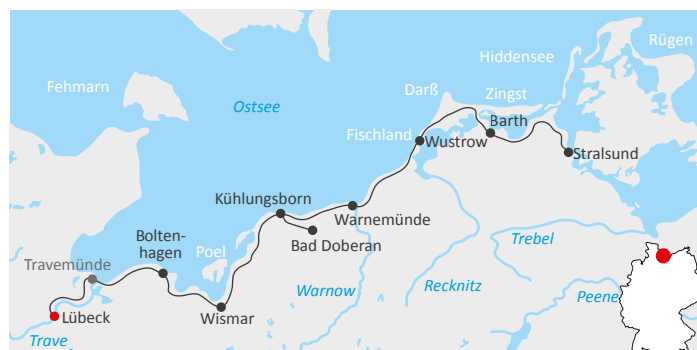 Rügen
Hiddensee
Fehmarn
Darß
Zingst
Ostsee
Barth
Fischland
Wustrow
Stralsund
Kühlungsborn
Warnemünde
Bad Doberan
Bolten-
hagen
Poel
Trebel
Travemünde
Warnow
Recknitz
Peene
Lübeck
Wismar
Trave